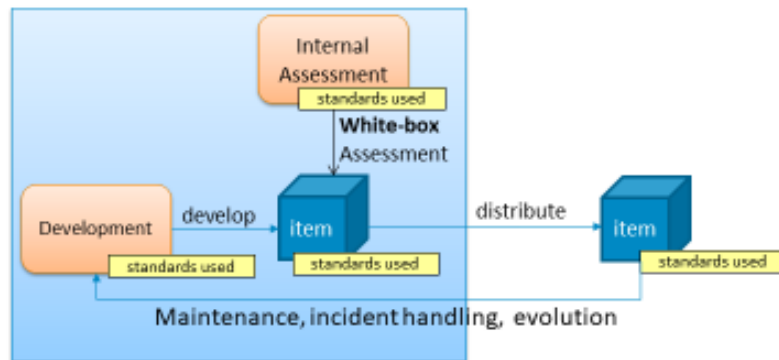 Internal
Assessment
standards used
White-box
Assessment
Development
standards used
develop
item
standards used
distribute
item
standards used
Maintenance, incident handling, evolution